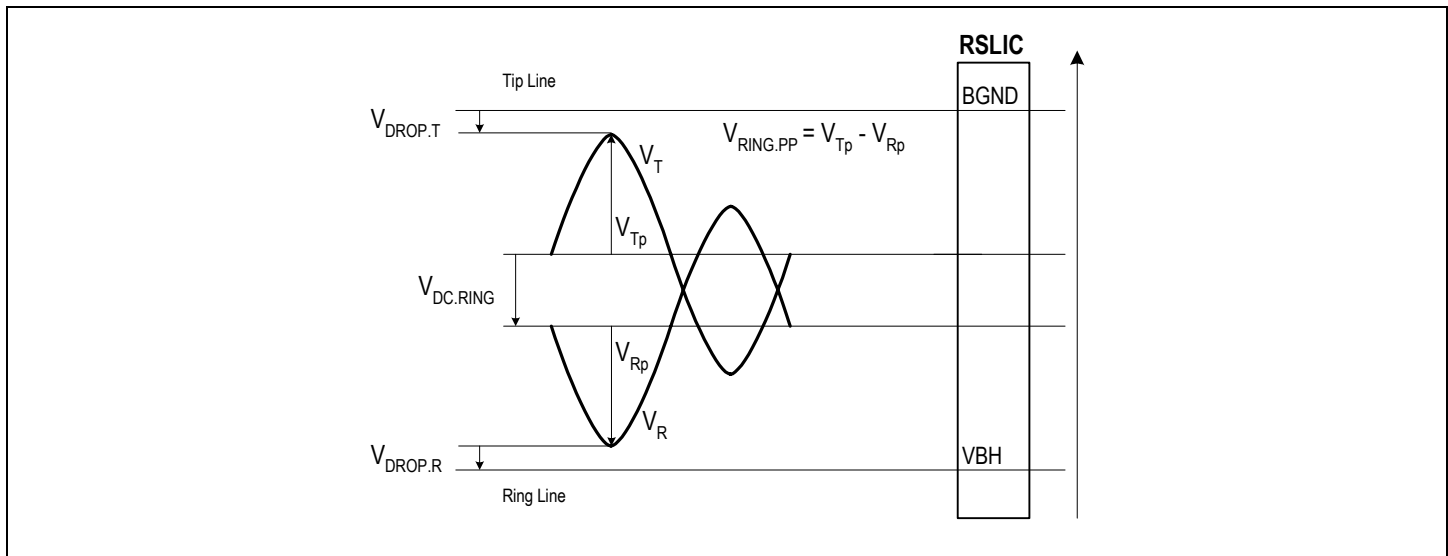 RSLIC
Tip Line
BGND
V_DROP.T
V_RING.PP = V_Tp - V_Rp
V_T
V_Tp
V_DC.RING
V_Rp
V_R
V_DROP.R
VBH
Ring Line